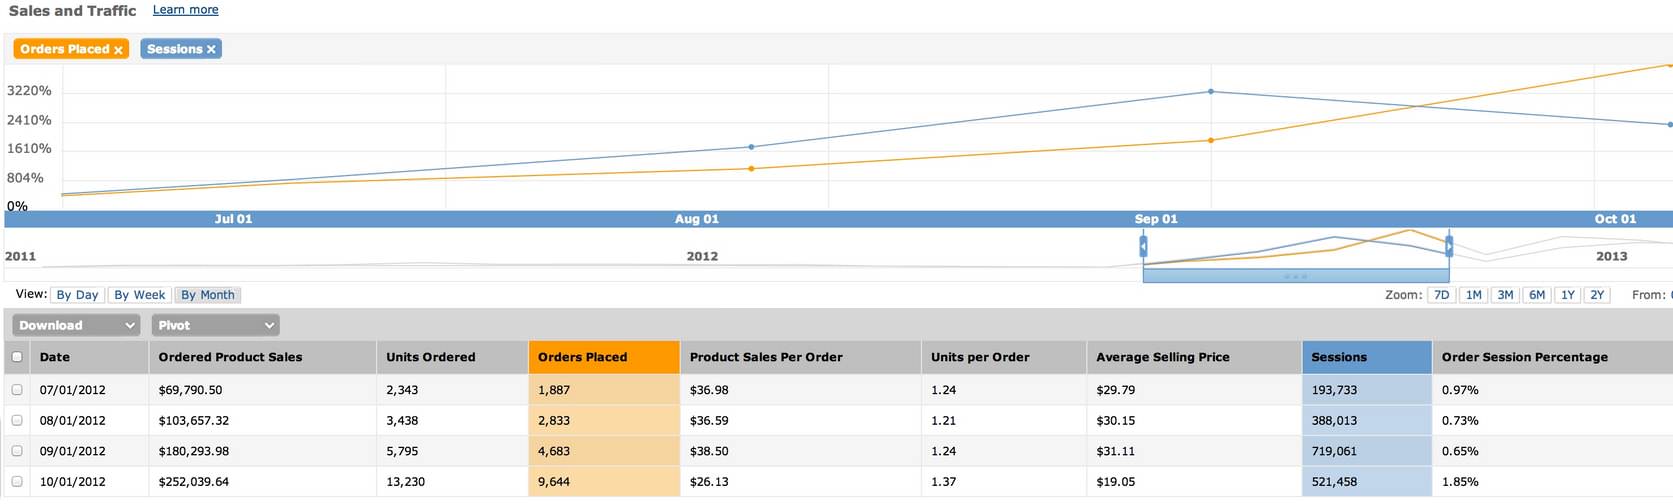 Sales and Traffic Learn more
Orders Placed x Sessions x
3220%
2410%
1610%
804%
0%
Jul 01 Aug 01 Sep 01 Oct 01
2011 2012 2013
View: By Day By Week By Month Zoom: 7D 1M 3M 6M 1Y 2Y From:
Download Pivot
Date Ordered Product Sales Units Ordered Orders Placed Product Sales Per Order Units per Order Average Selling Price Sessions Order Session Percentage
07/01/2012 $69,790.50 2,343 1,887 $36.98 1.24 $29.79 193,733 0.97%
08/01/2012 $103,657.32 3,438 2,833 $36.59 1.21 $30.15 388,013 0.73%
09/01/2012 $180,293.98 5,795 4,683 $38.50 1.24 $31.11 719,061 0.65%
10/01/2012 $252,039.64 13,230 9,644 $26.13 1.37 $19.05 521,458 1.85%